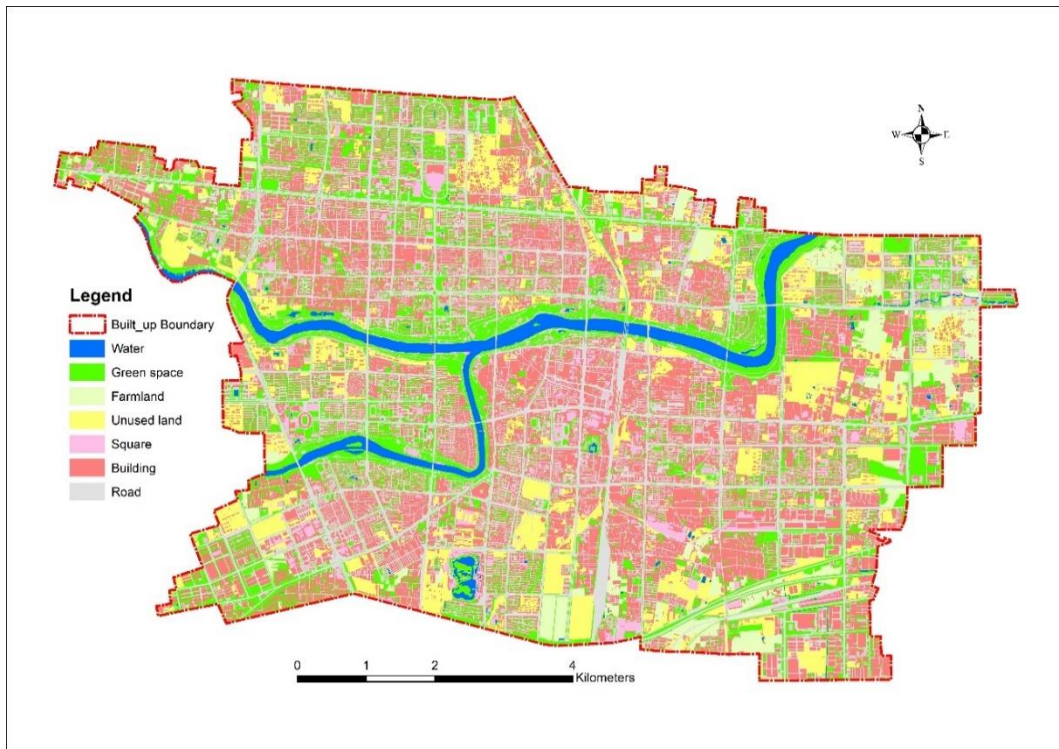 N
W E
S
Legend
Built_up Boundary
Water
Green space
Farmland
Unused land
Square
Building
Road
0 1 2 4
Kilometers